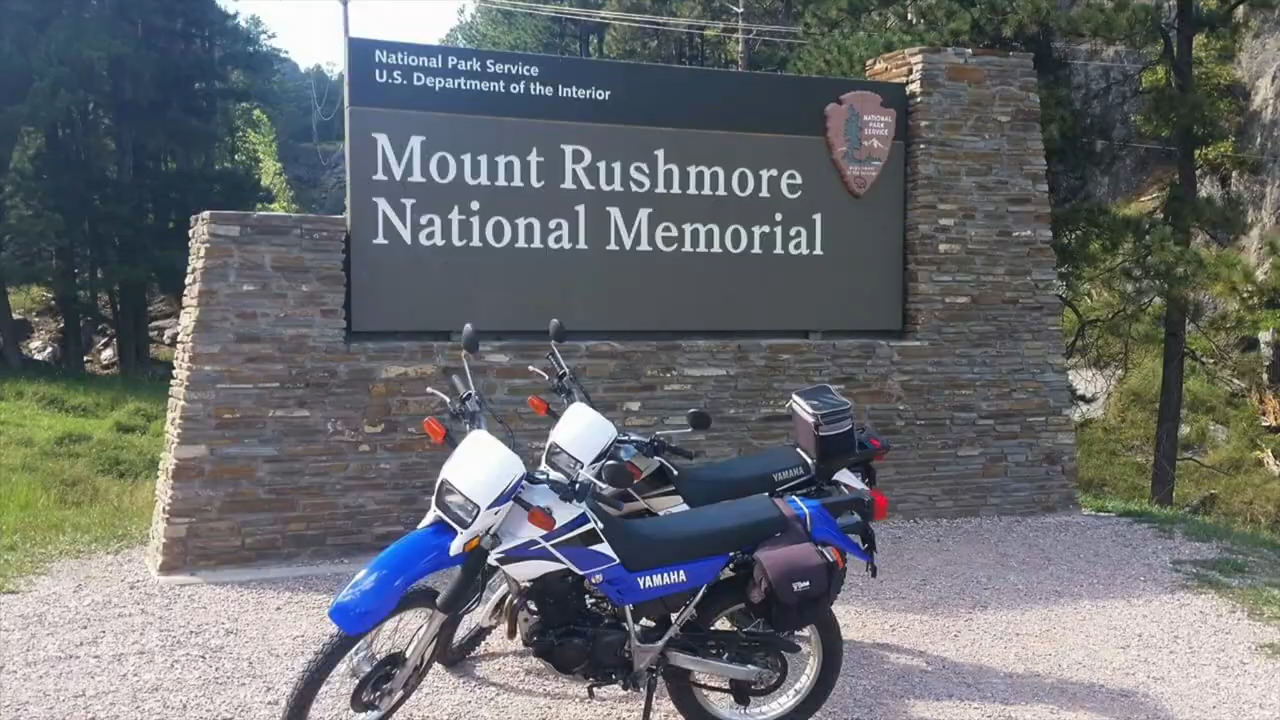 National Park Service
U.S. Department of the Interior
Mount Rushmore
National Memorial
NATIONAL
PARK
SERVICE
YAMAHA
YAMAHA